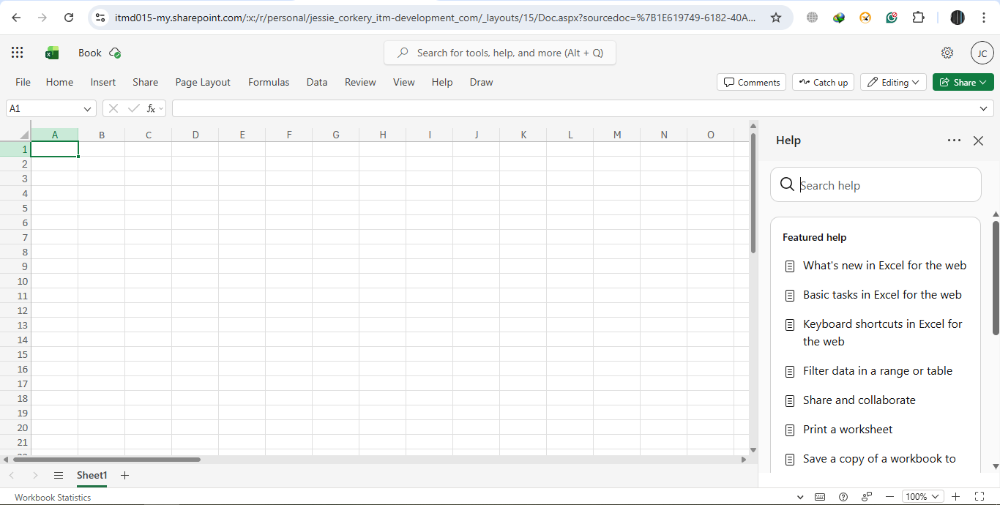 itmd015-my.sharepoint.com/:x:/r/personal/jessie_corkery_itm-development_com/_layouts/15/Doc.aspx?sourcedoc=%7B1E619749-6182-40A...
Book
Search for tools, help, and more (Alt + Q)
JC
File Home Insert Share Page Layout Formulas Data Review View Help Draw
Comments Catch up Editing Share
A1 fx
A B C D E F G H I J K L M N O
1
2
3
4
5
6
7
8
9
10
11
12
13
14
15
16
17
18
19
20
21
22
Help
Search help
Featured help
What's new in Excel for the web
Basic tasks in Excel for the web
Keyboard shortcuts in Excel for
the web
Filter data in a range or table
Share and collaborate
Print a worksheet
Save a copy of a workbook to
Sheet1
Workbook Statistics
100%